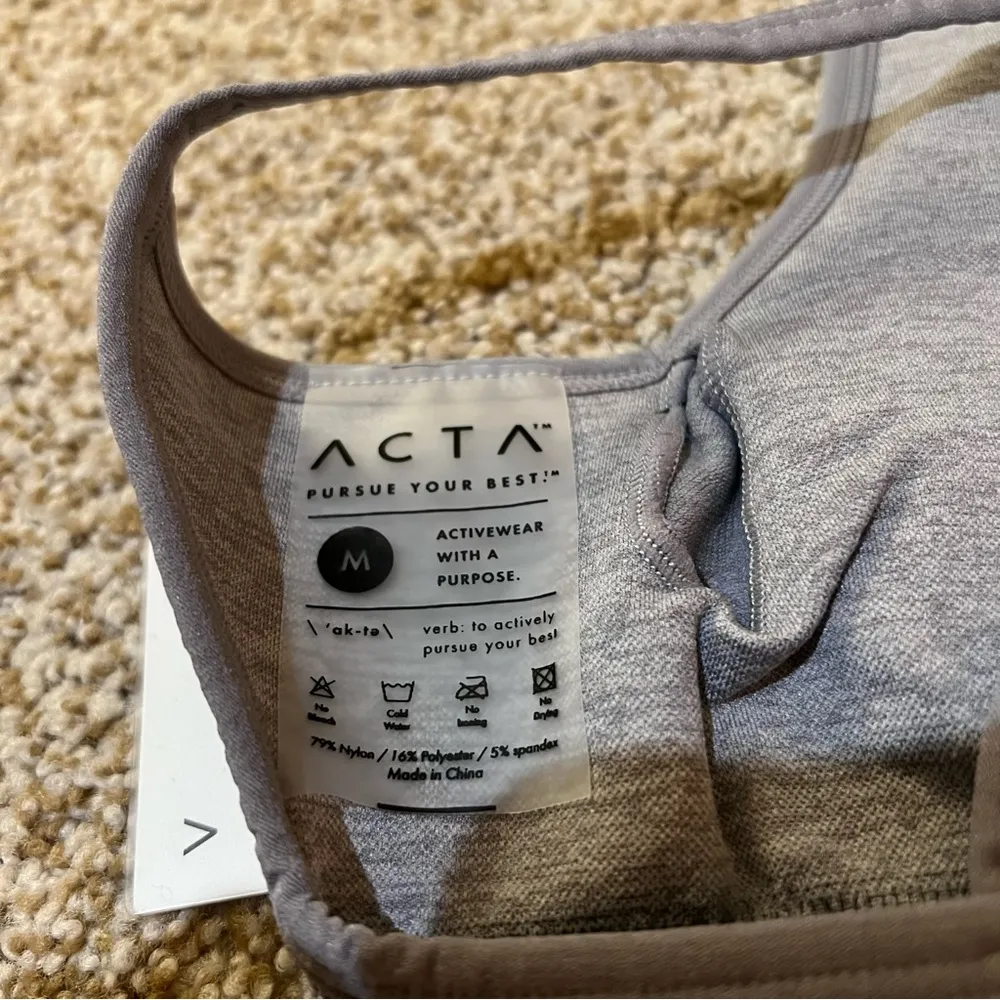 ACTA™
PURSUE YOUR BEST.™
M
ACTIVEWEAR
WITH A
PURPOSE.
\ 'ak-tə \
verb: to actively
pursue your best
No
Bleach
Cold
Water
No
Ironing
No
Drying
79% Nylon / 16% Polyester / 5% spandex
Made in China